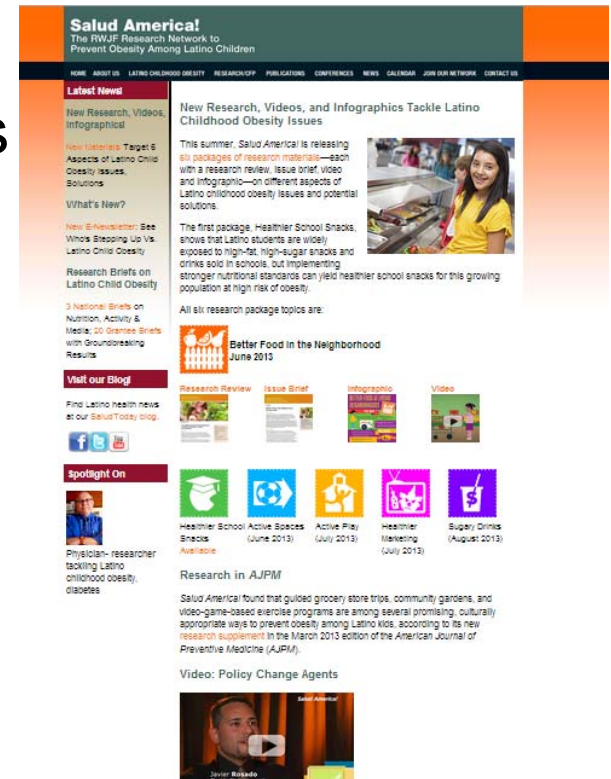 s
Salud America!
The RWJF Research Network to
Prevent Obesity Among Latino Children
HOME ABOUT US LATINO CHILDHOOD OBESITY RESEARCH/CFP PUBLICATIONS CONFERENCES NEWS CALENDAR JOIN OUR NETWORK CONTACT US
Latest News!
New Research, Videos,
Infographics!
New Materials Target 6
Aspects of Latino Child
Obesity Issues,
Solutions
What's New?
New E-Newsletter: See
Who's Stepping Up Vs.
Latino Child Obesity
Research Briefs on
Latino Child Obesity
3 National Briefs on
Nutrition, Activity &
Media; 20 Grantee Briefs
with Groundbreaking
Results
Visit our Blog!
Find Latino health news
at our SaludToday blog.
Spotlight On
Physician- researcher
tackling Latino
childhood obesity,
diabetes
New Research, Videos, and Infographics Tackle Latino
Childhood Obesity Issues
This summer, Salud America! is releasing
six packages of research materials—each
with a research review, issue brief, video
and infographic—on different aspects of
Latino childhood obesity issues and potential
solutions.
The first package, Healthier School Snacks,
shows that Latino students are widely
exposed to high-fat, high-sugar snacks and
drinks sold in schools, but implementing
stronger nutritional standards can yield healthier school snacks for this growing
population at high risk of obesity.
All six research package topics are:
Better Food in the Neighborhood
June 2013
Research Review Issue Brief Infographic Video
Healthier School Active Spaces Active Play Healthier Sugary Drinks
Snacks (June 2013) (July 2013) Marketing (August 2013)
Available (July 2013)
Research in AJPM
Salud America! found that guided grocery store trips, community gardens, and
video-game-based exercise programs are among several promising, culturally
appropriate ways to prevent obesity among Latino kids, according to its new
research supplement in the March 2013 edition of the American Journal of
Preventive Medicine (AJPM).
Video: Policy Change Agents
Salud America!
Javier Rosado